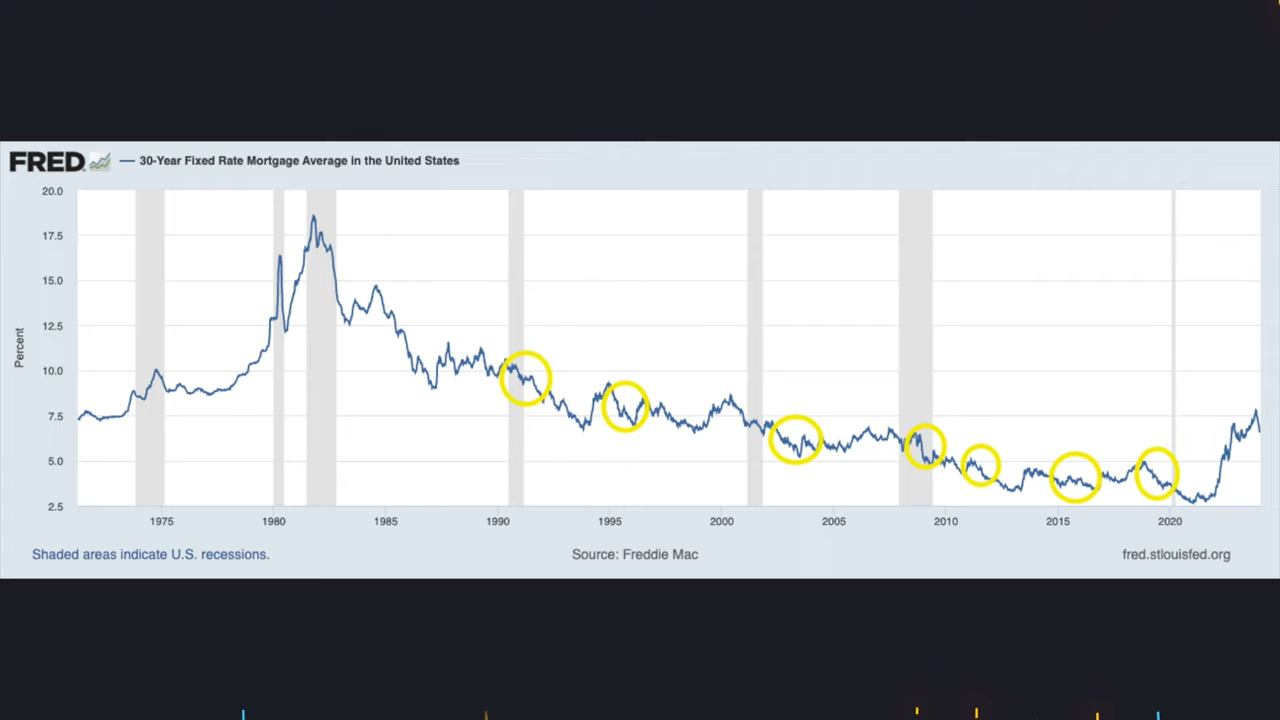 FRED 30-Year Fixed Rate Mortgage Average in the United States
20.0
17.5
15.0
12.5
10.0
7.5
5.0
2.5
Percent
1975 1980 1985 1990 1995 2000 2005 2010 2015 2020
Shaded areas indicate U.S. recessions. Source: Freddie Mac fred.stlouisfed.org